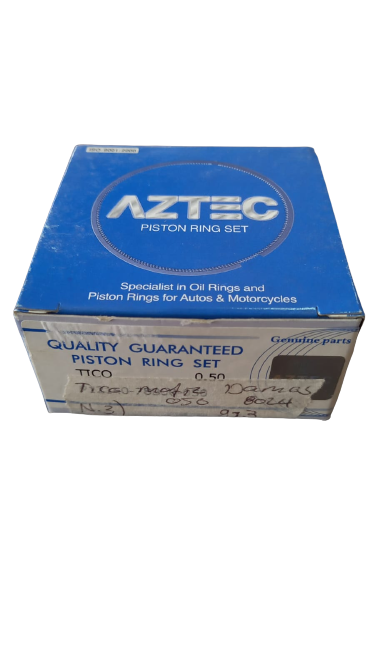 AZTEC
PISTON RING SET
Specialist in Oil Rings and
Piston Rings for Autos & Motorcycles
QUALITY GUARANTEED
Genuine parts
PISTON RING SET
TICO 0.50
Damas
050